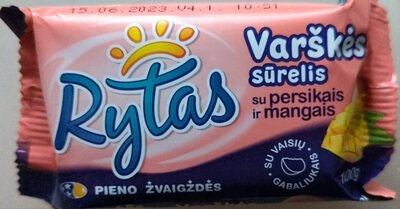 15.06.2023.V4.1. 10:51
Rytas
Varškės
sūrelis
su persikais
ir mangais
SU VAISIŲ
GABALIUKAIS
100g
PIENO ŽVAIGŽDĖS